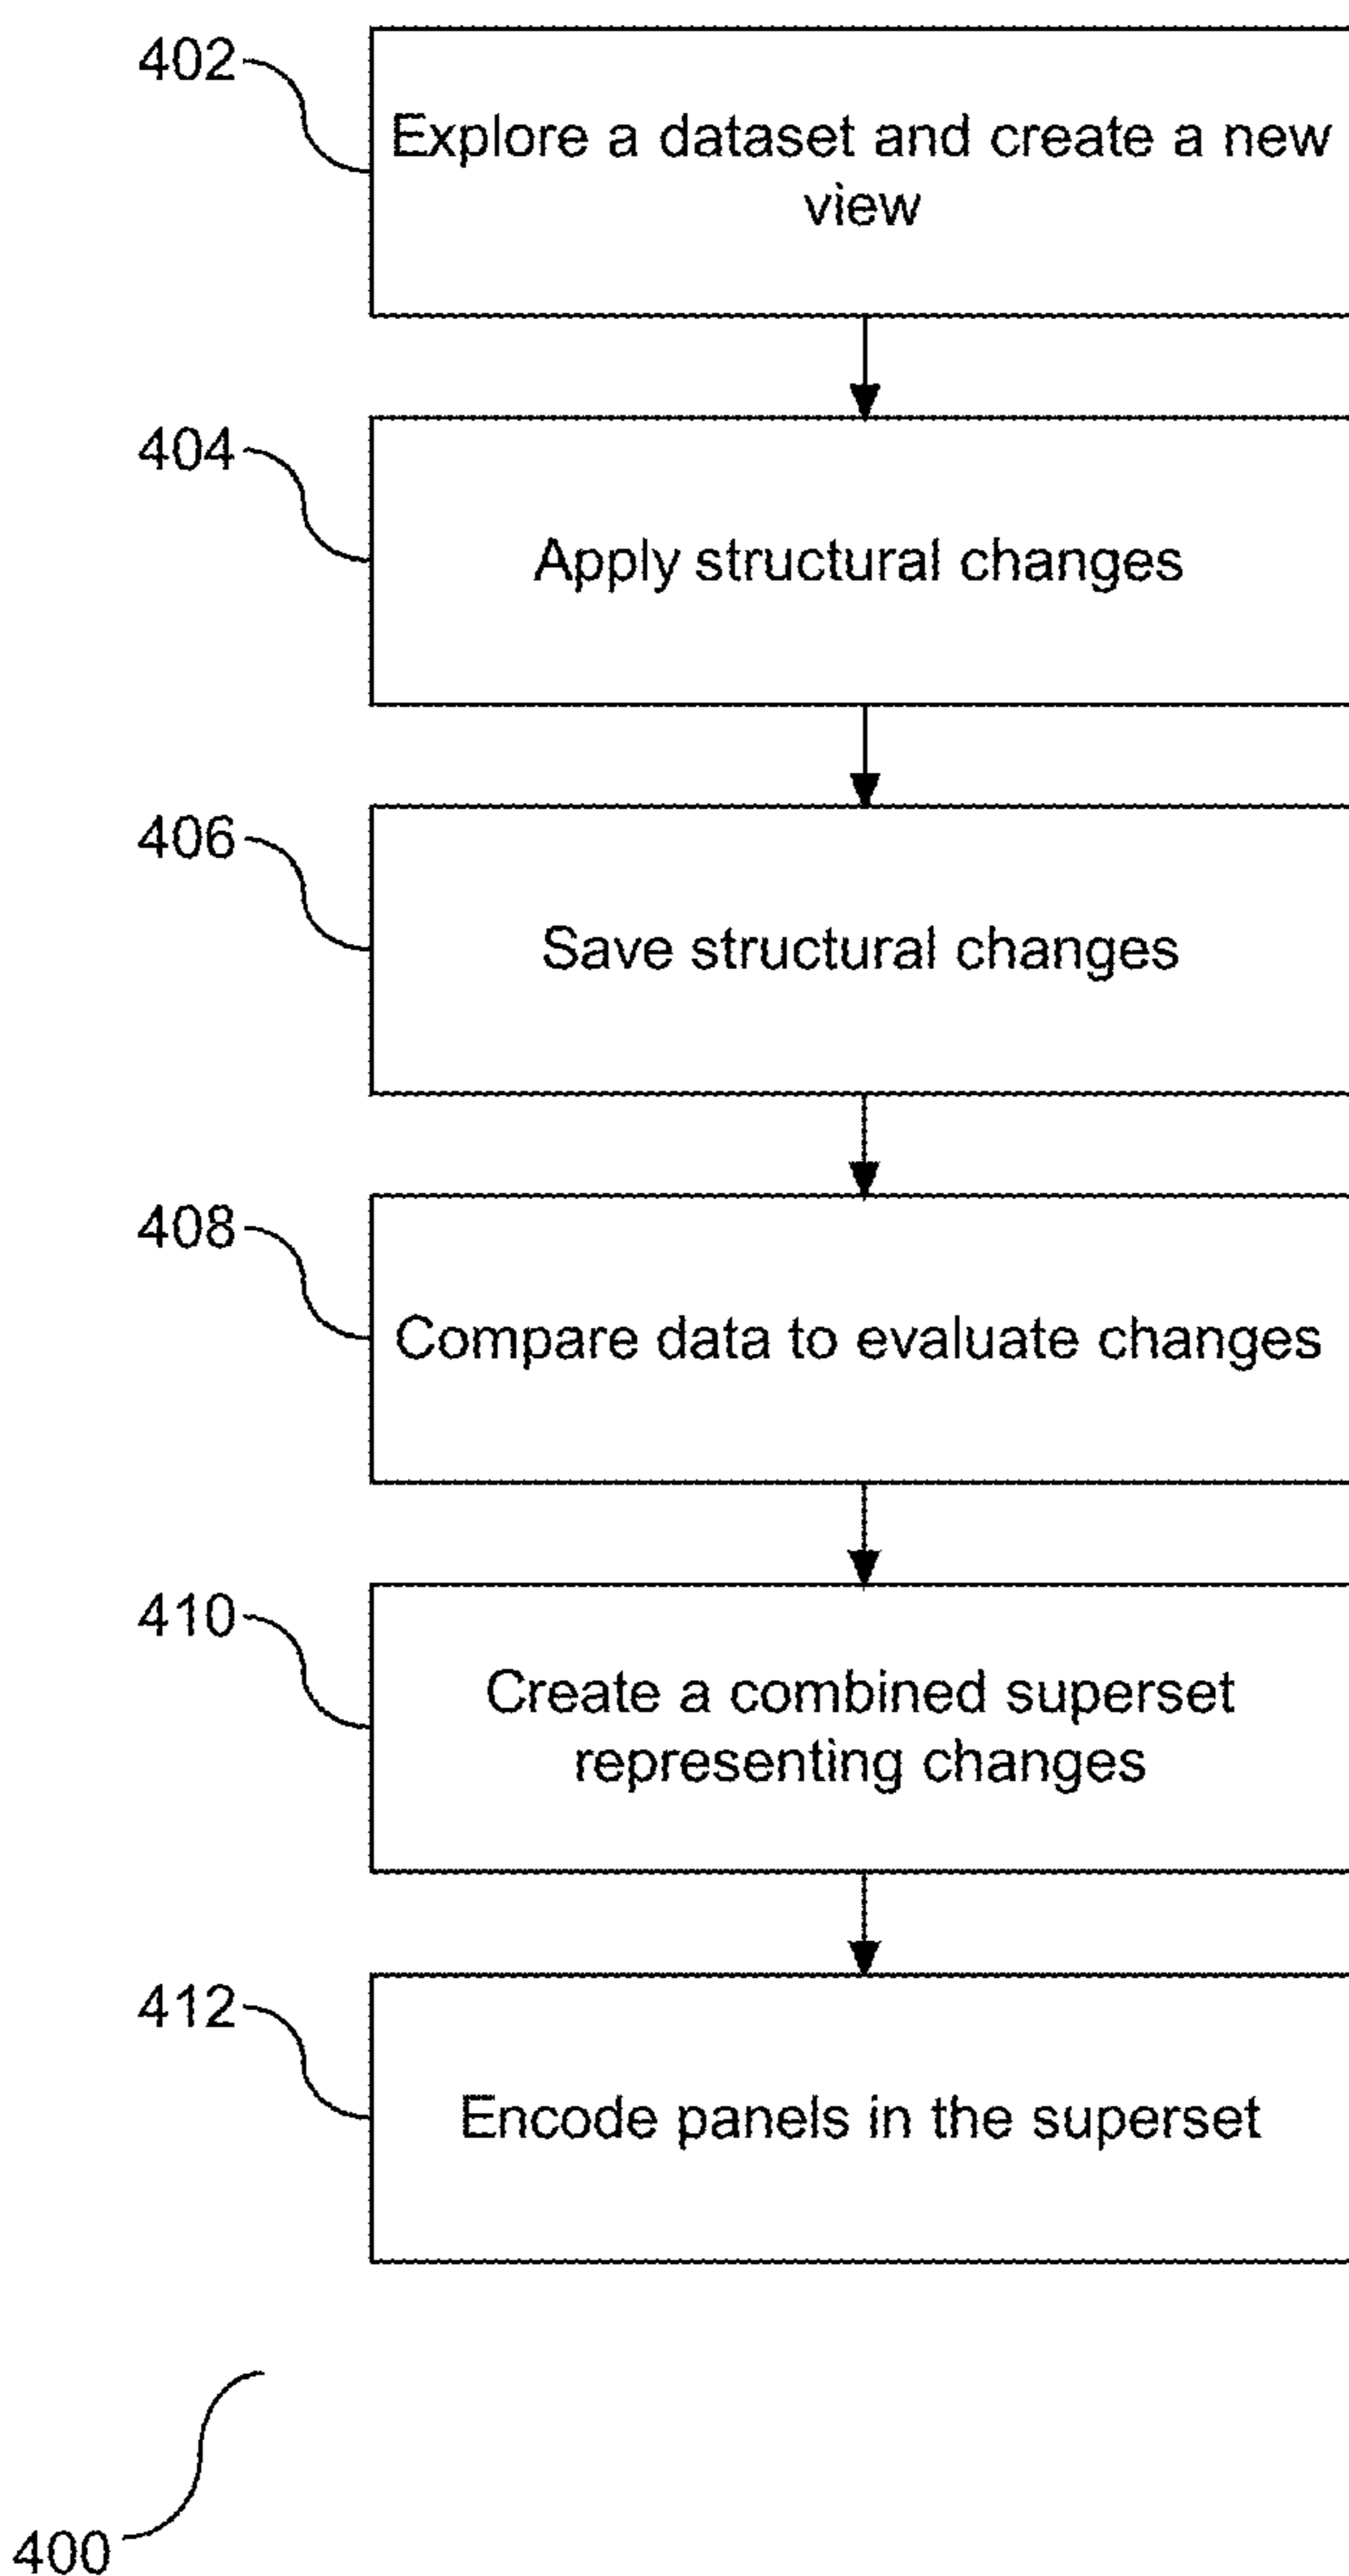 402
Explore a dataset and create a new
view
404
Apply structural changes
406
Save structural changes
408
Compare data to evaluate changes
410
Create a combined superset
representing changes
412
Encode panels in the superset
400